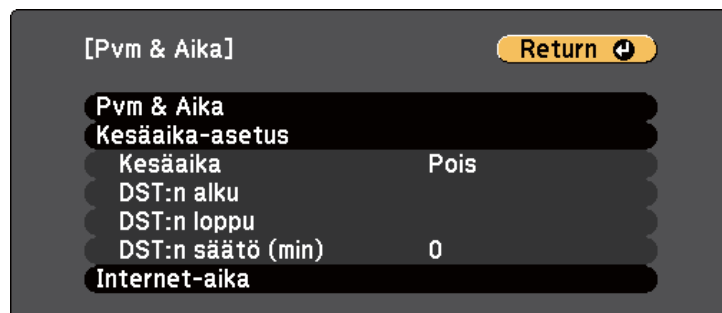 [Pvm & Aika] Return
Pvm & Aika
Kesäaika-asetus
Kesäaika Pois
DST:n alku
DST:n loppu
DST:n säätö (min) 0
Internet-aika